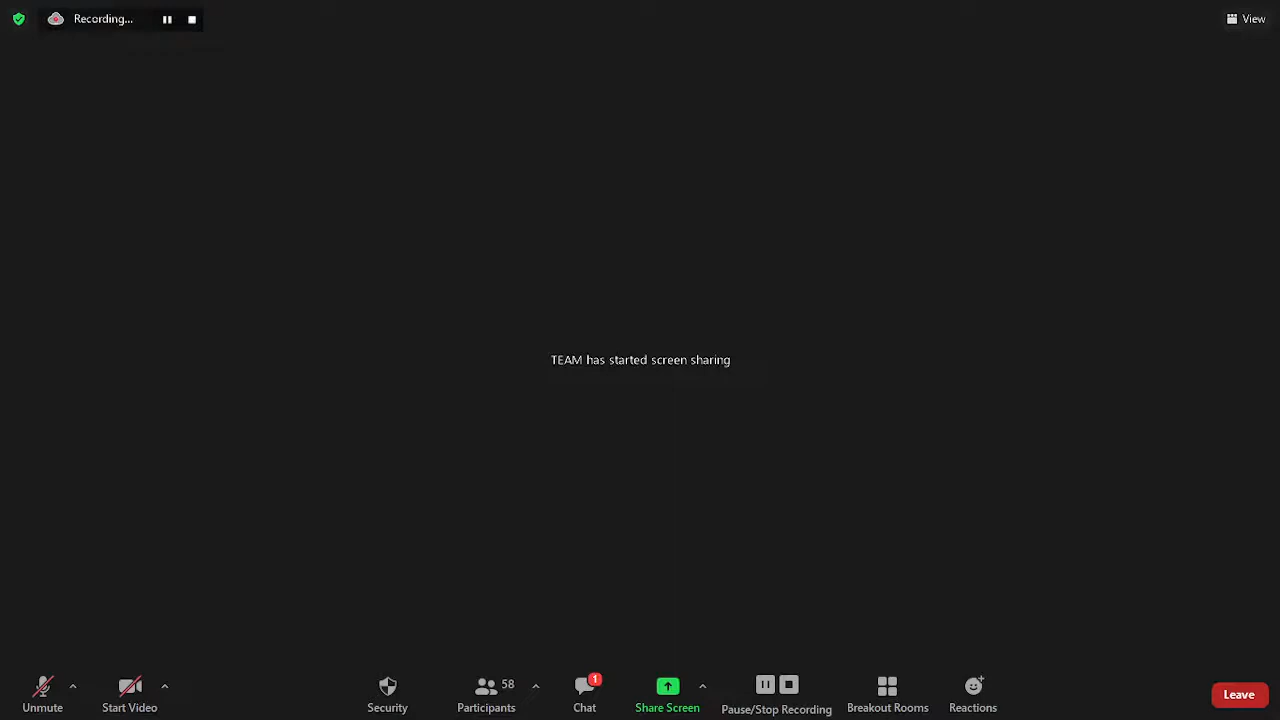 Recording...
View
TEAM has started screen sharing
58
1
Unmute
Start Video
Security
Participants
Chat
Share Screen
Pause/Stop Recording
Breakout Rooms
Reactions
Leave